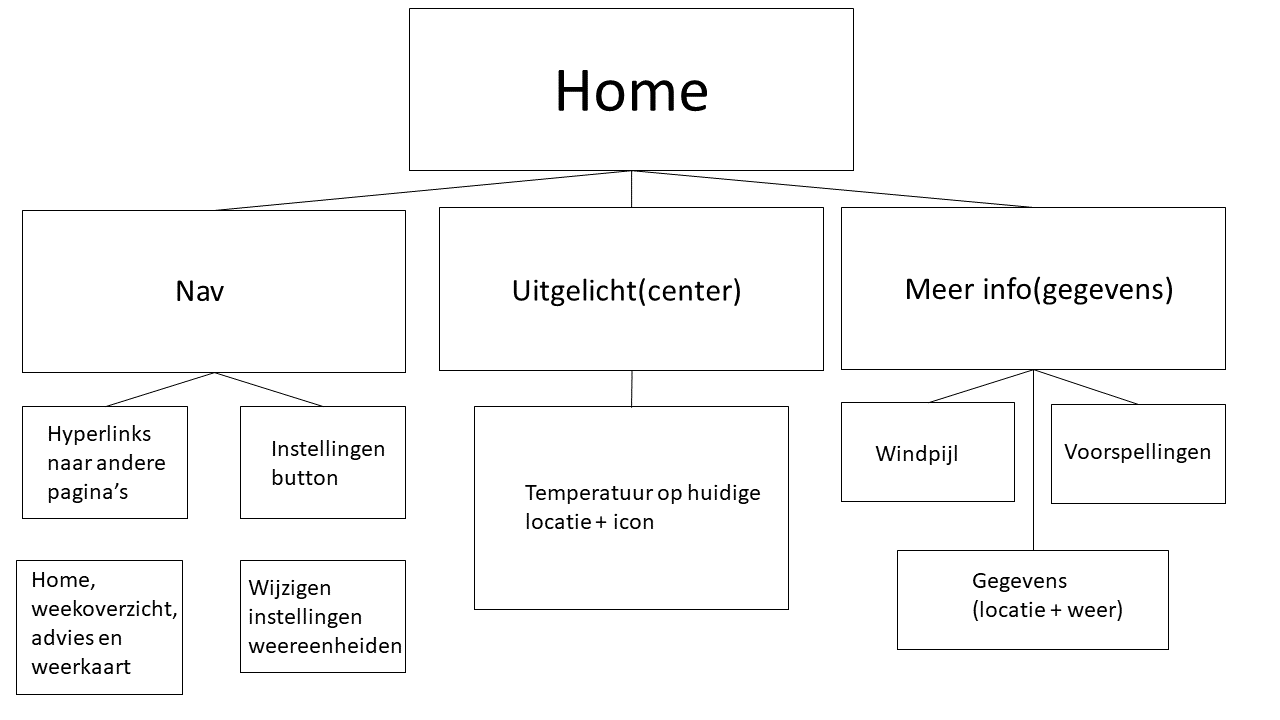 Home
Nav
Uitgelicht(center)
Meer info(gegevens)
Hyperlinks
naar andere
pagina’s
Instellingen
button
Temperatuur op huidige
locatie + icon
Windpijl
Voorspellingen
Home,
weekoverzicht,
advies en
weerkaart
Wijzigen
instellingen
weereenheiden
Gegevens
(locatie + weer)